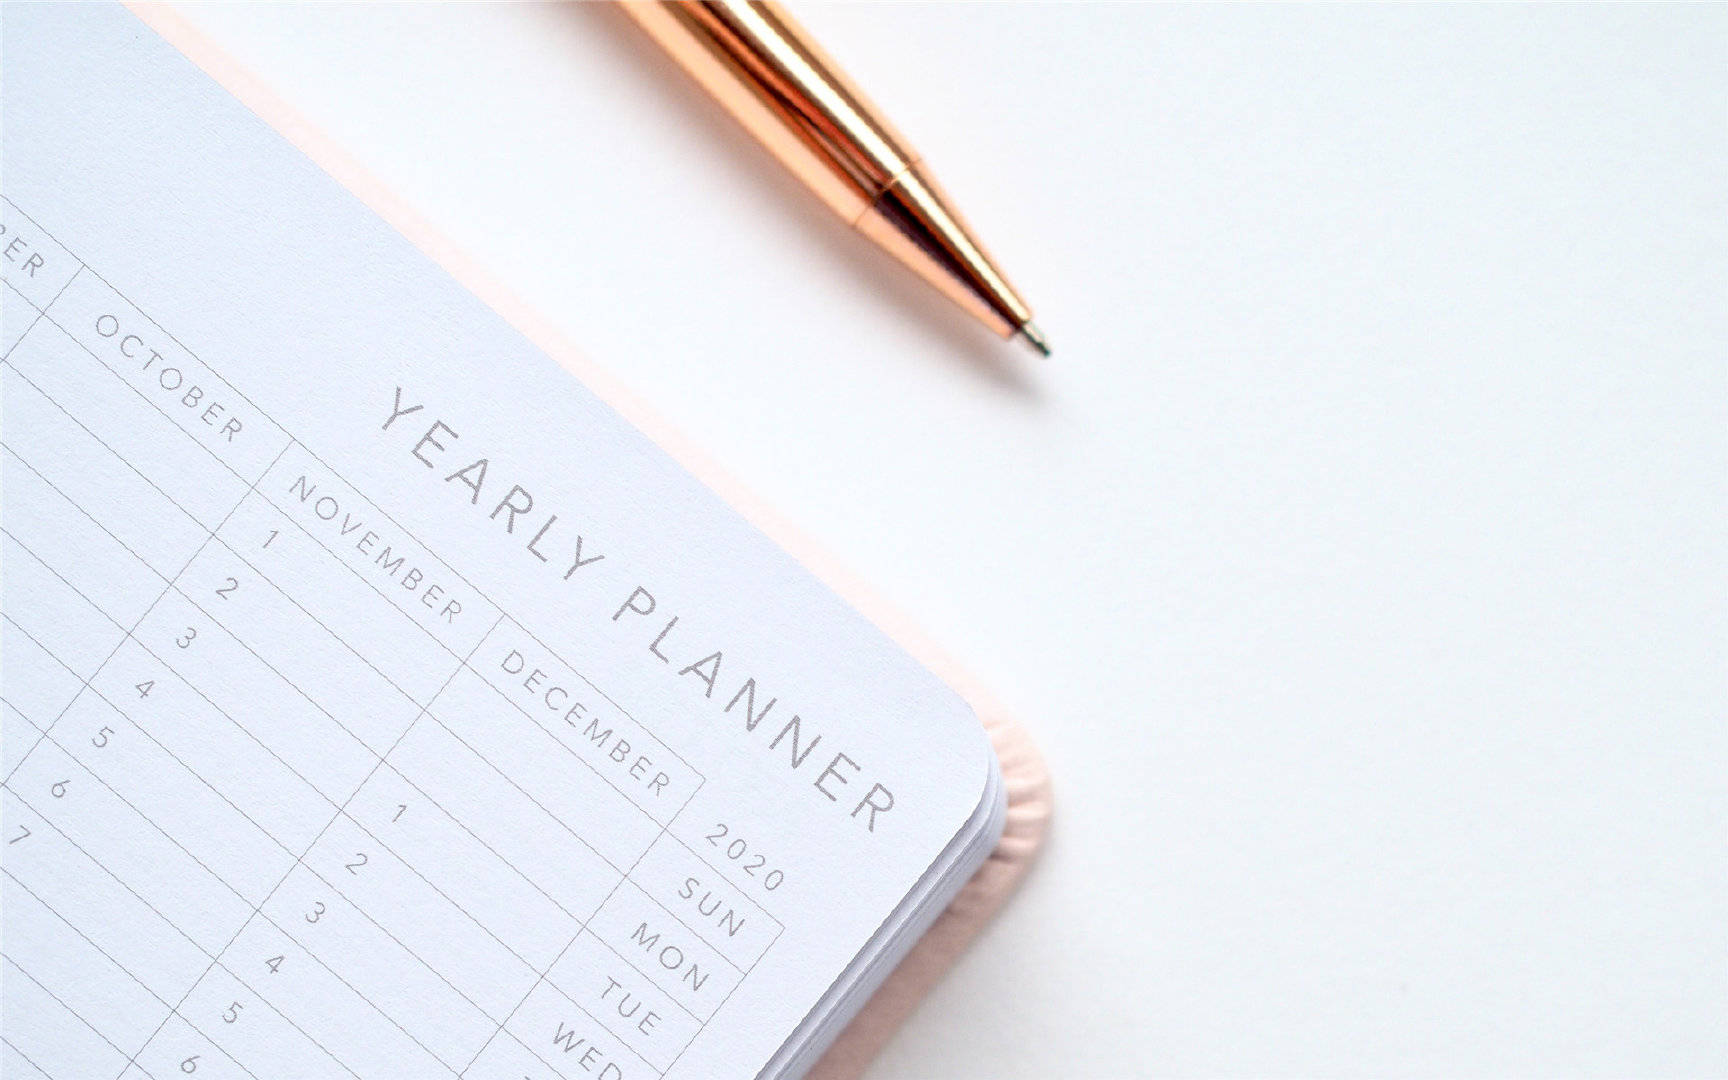 YEARLY PLANNER
OCTOBER NOVEMBER DECEMBER 2020
1 SUN
2 MON
3 1 TUE
4 2 WED
5 3
6 4
7 5
6